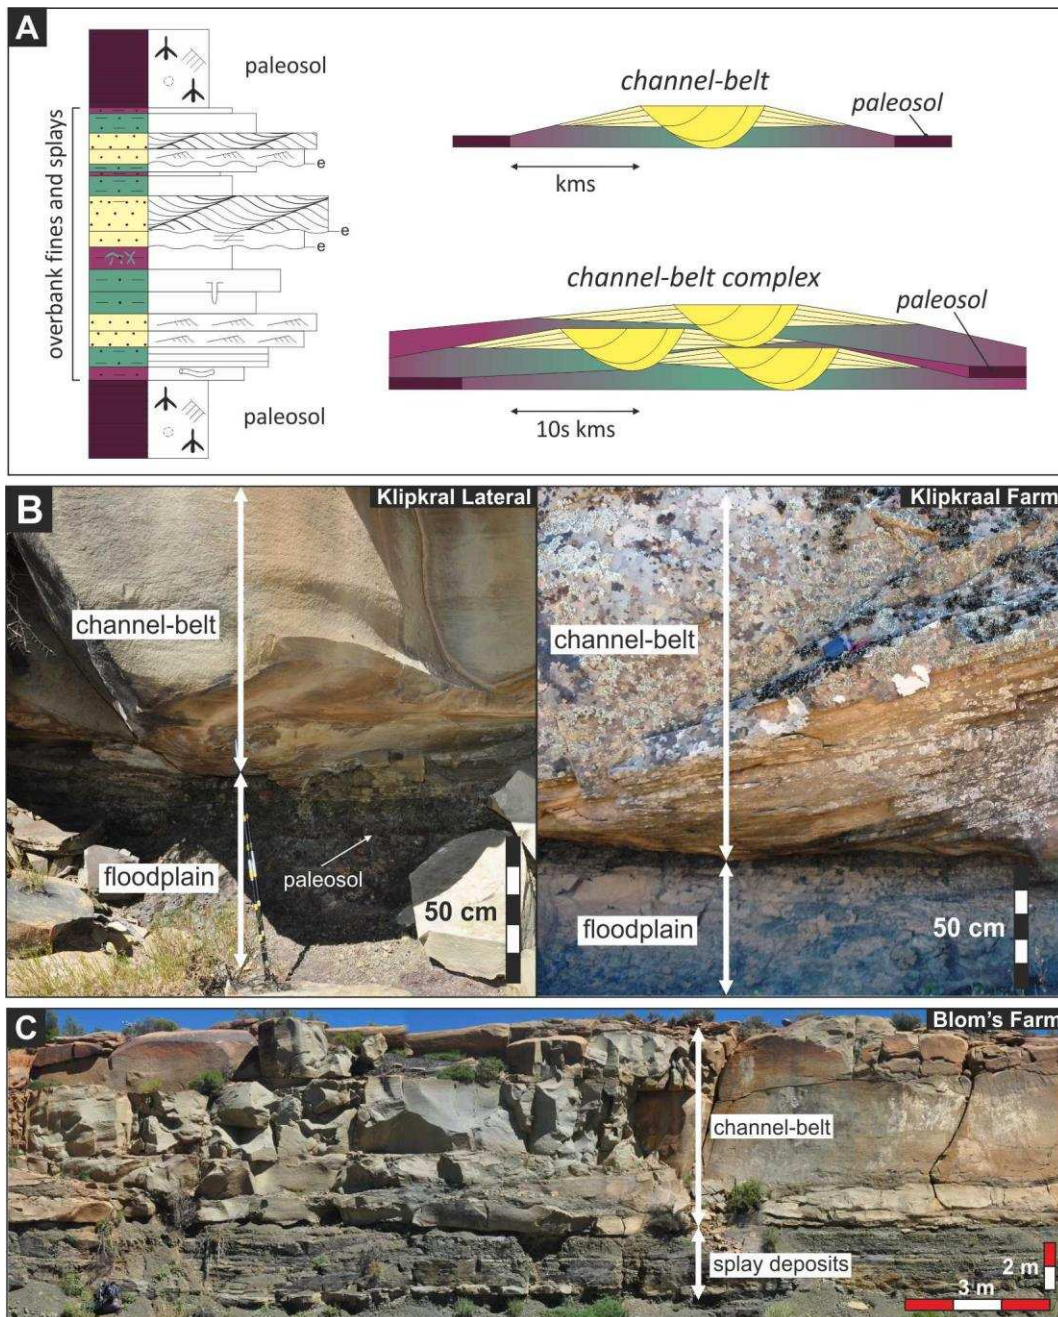 A
paleosol
overbank fines and splays
e
e
e
paleosol
channel-belt
paleosol
kms
channel-belt complex
paleosol
10s kms
B
Klipkral Lateral
channel-belt
floodplain
paleosol
50 cm
Klipkraal Farm
channel-belt
floodplain
50 cm
C
Blom's Farm
channel-belt
splay deposits
2 m
3 m